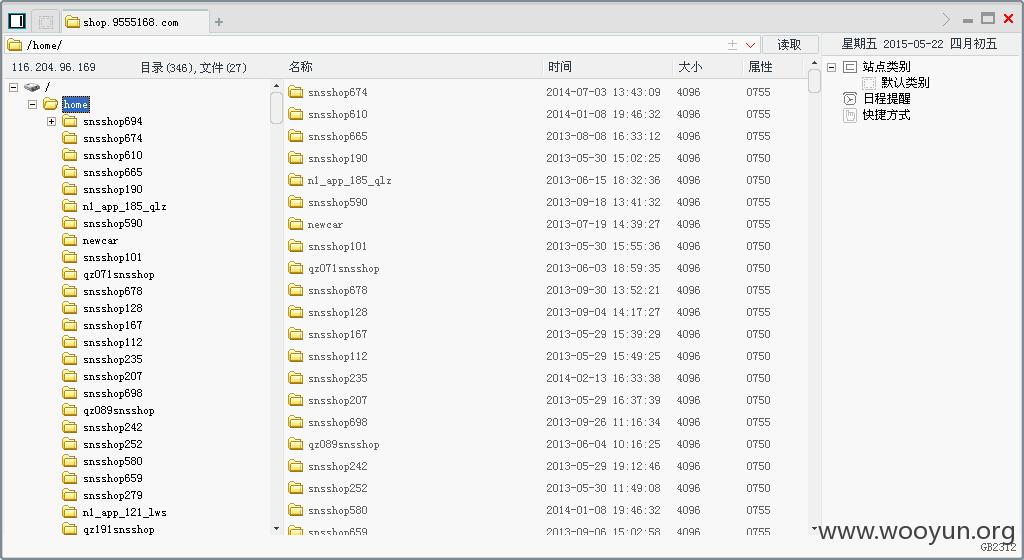 shop.9555168.com
/home/ 读取 星期五 2015-05-22 四月初五
116.204.96.169 目录(346),文件(27) 名称 时间 大小 属性
/
home
snsshop694
snsshop674
snsshop610
snsshop665
snsshop190
n1_app_185_qlz
snsshop590
newcar
snsshop101
qz071snsshop
snsshop678
snsshop128
snsshop167
snsshop112
snsshop235
snsshop207
snsshop698
qz089snsshop
snsshop242
snsshop252
snsshop580
snsshop659
snsshop279
n1_app_121_lws
qz191snsshop
snsshop674 2014-07-03 13:43:09 4096 0755
snsshop610 2014-01-08 19:46:32 4096 0755
snsshop665 2013-08-08 16:33:12 4096 0755
snsshop190 2013-05-30 15:02:25 4096 0750
n1_app_185_qlz 2013-06-15 18:32:36 4096 0750
snsshop590 2013-09-18 13:41:32 4096 0755
newcar 2013-07-19 14:39:27 4096 0755
snsshop101 2013-05-30 15:55:36 4096 0750
qz071snsshop 2013-06-03 18:59:35 4096 0750
snsshop678 2013-09-30 13:52:21 4096 0755
snsshop128 2013-09-04 14:17:27 4096 0755
snsshop167 2013-05-29 15:39:29 4096 0750
snsshop112 2013-05-29 15:49:25 4096 0750
snsshop235 2014-02-13 16:33:38 4096 0750
snsshop207 2013-05-29 16:37:39 4096 0750
snsshop698 2013-09-26 11:16:34 4096 0755
qz089snsshop 2013-06-04 10:16:25 4096 0750
snsshop242 2013-05-29 19:12:46 4096 0750
snsshop252 2013-05-30 11:49:08 4096 0750
snsshop580 2014-01-08 19:46:32 4096 0755
snsshop659 2013-09-06 15:02:58 4096 0755
站点类别
默认类别
日程提醒
快捷方式
www.wooyun.org
GB2312